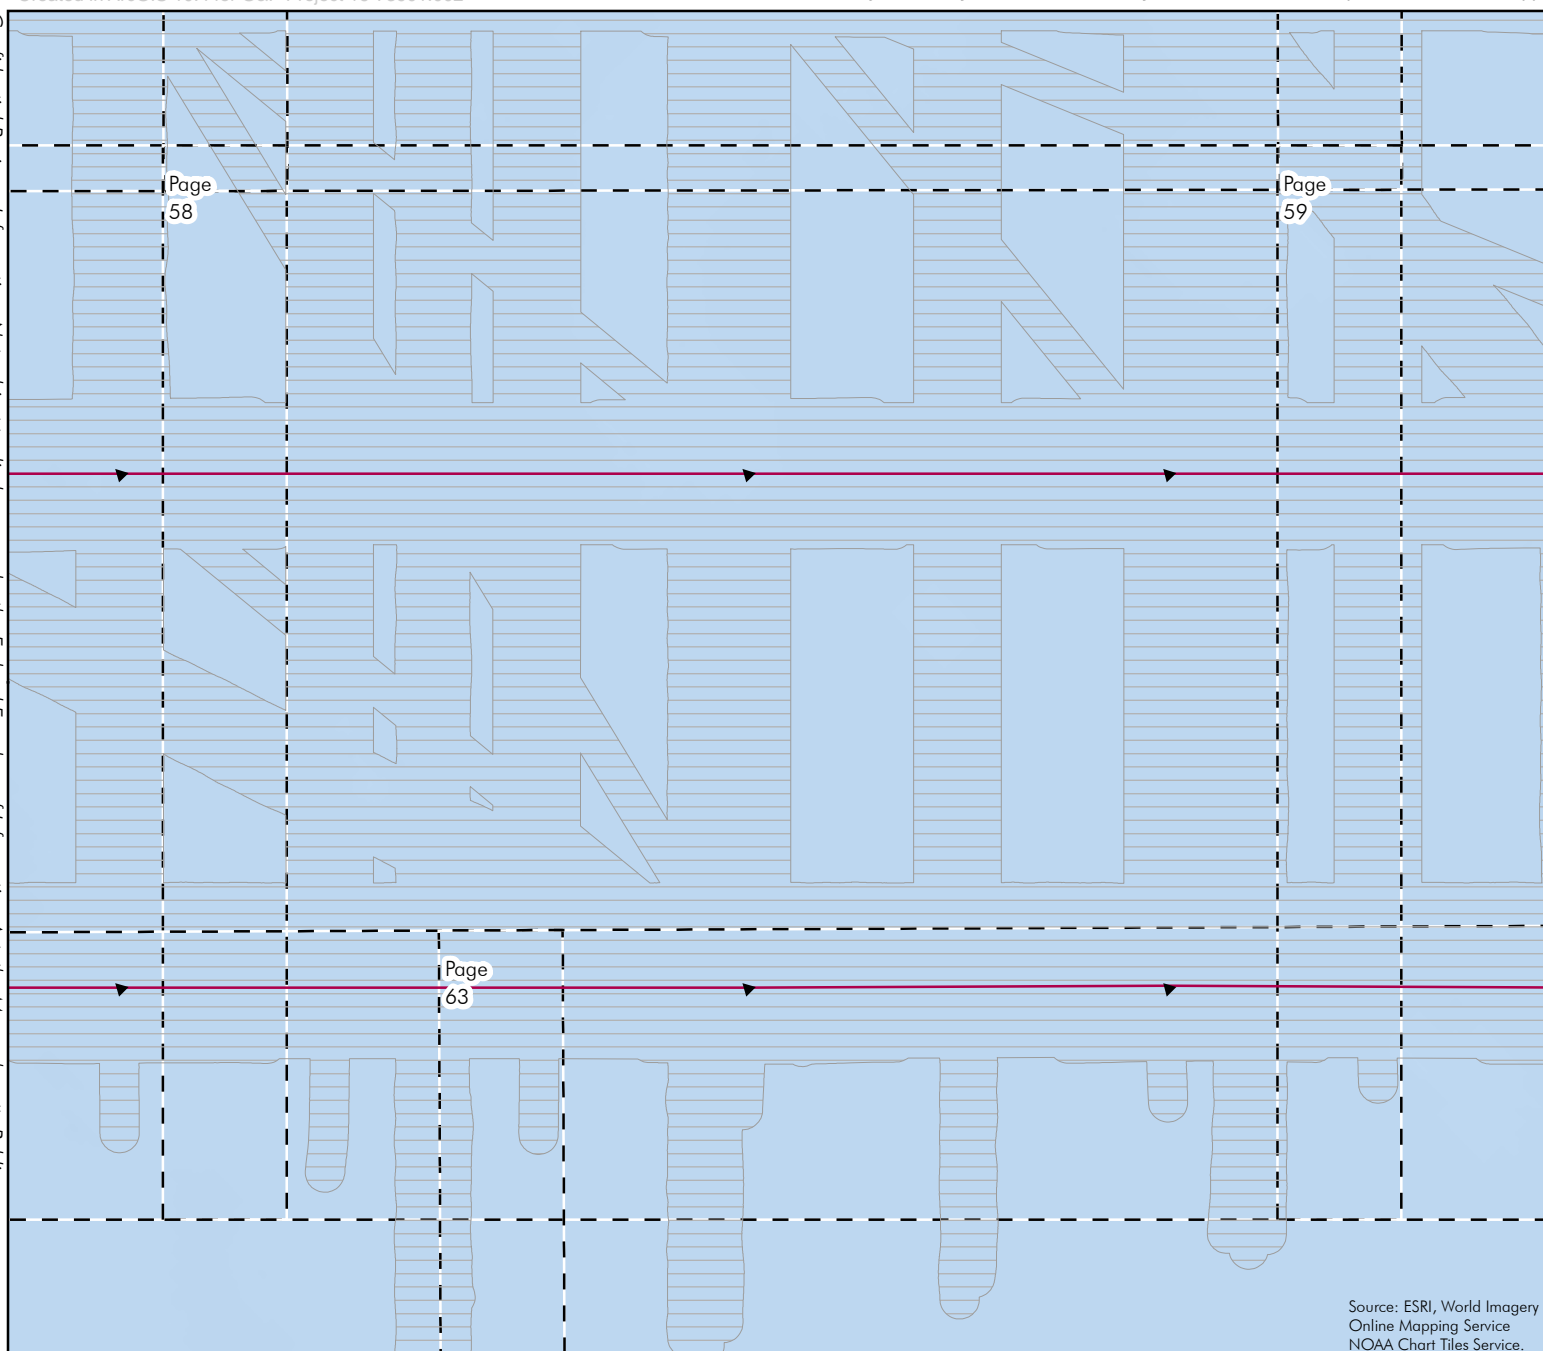 Page
58
Page
59
Page
63
Source: ESRI, World Imagery
Online Mapping Service
NOAA Chart Tiles Service.